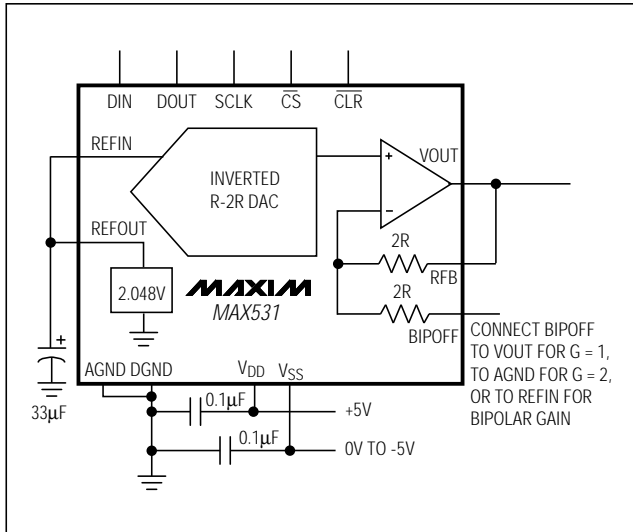 DIN DOUT SCLK CS CLR
REFIN
INVERTED
R-2R DAC
+
−
VOUT
REFOUT
2.048V
2R
RFB
2R
BIPOFF
MAXIM
MAX531
CONNECT BIPOFF
TO VOUT FOR G = 1,
TO AGND FOR G = 2,
OR TO REFIN FOR
BIPOLAR GAIN
+
33µF
AGND DGND VDD VSS
0.1µF
+5V
0.1µF
0V TO -5V